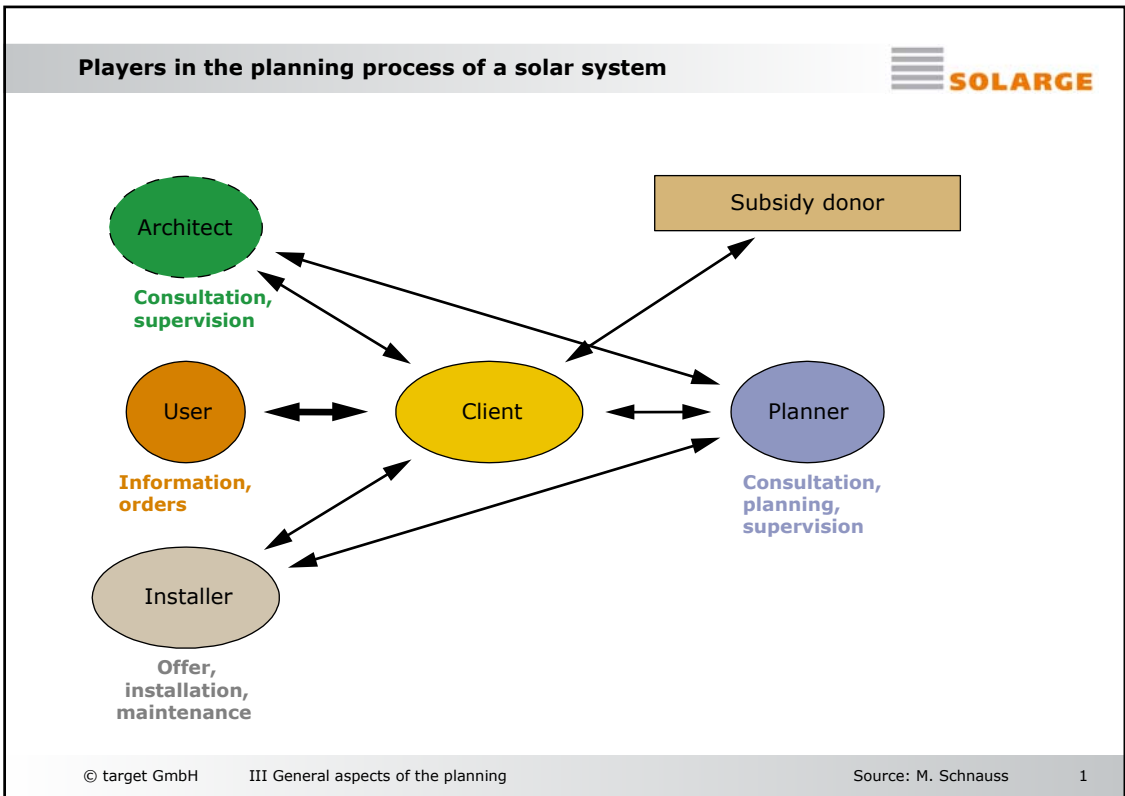 Players in the planning process of a solar system
SOLARGE
Architect
Subsidy donor
Consultation,
supervision
User
Client
Planner
Information,
orders
Consultation,
planning,
supervision
Installer
Offer,
installation,
maintenance
© target GmbH III General aspects of the planning Source: M. Schnauss 1